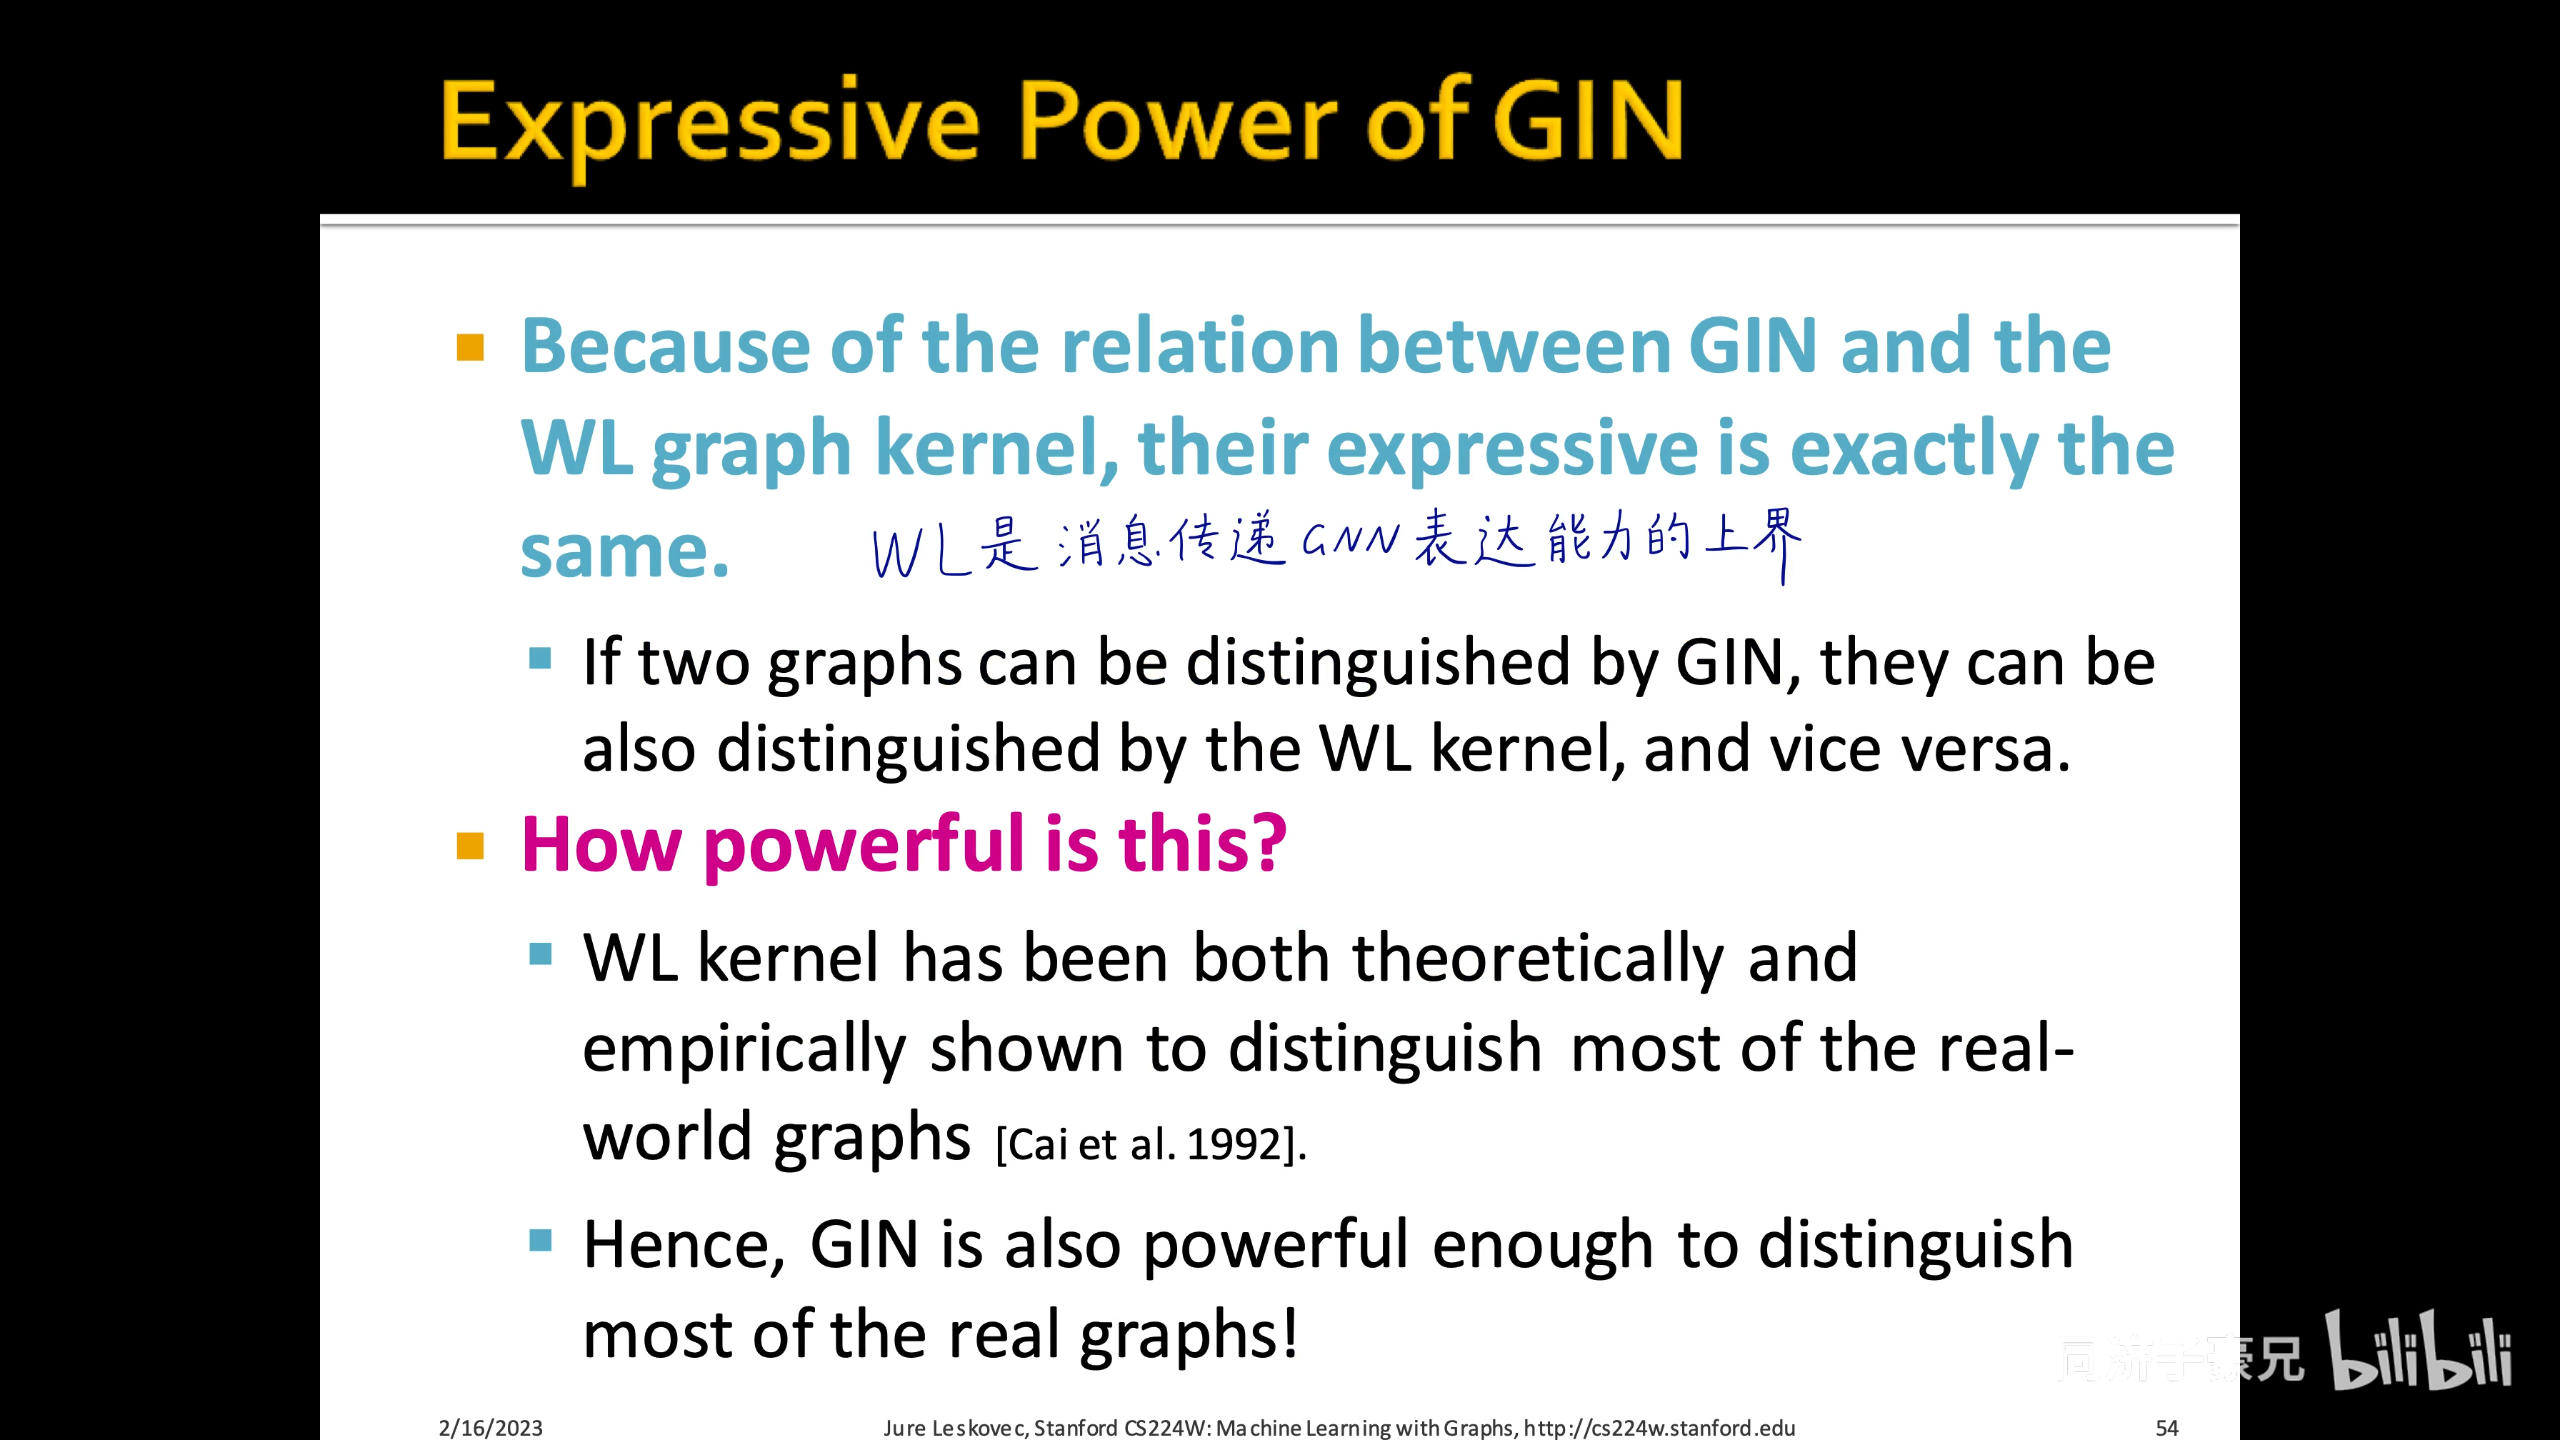 Expressive Power of GIN
Because of the relation between GIN and the
WL graph kernel, their expressive is exactly the
same.
WL是消息传递GNN表达能力的上界
If two graphs can be distinguished by GIN, they can be
also distinguished by the WL kernel, and vice versa.
How powerful is this?
WL kernel has been both theoretically and
empirically shown to distinguish most of the real-
world graphs [Cai et al. 1992].
Hence, GIN is also powerful enough to distinguish
most of the real graphs!
同济子豪兄 bilibili
2/16/2023
Jure Leskovec, Stanford CS224W: Machine Learning with Graphs, http://cs224w.stanford.edu
54